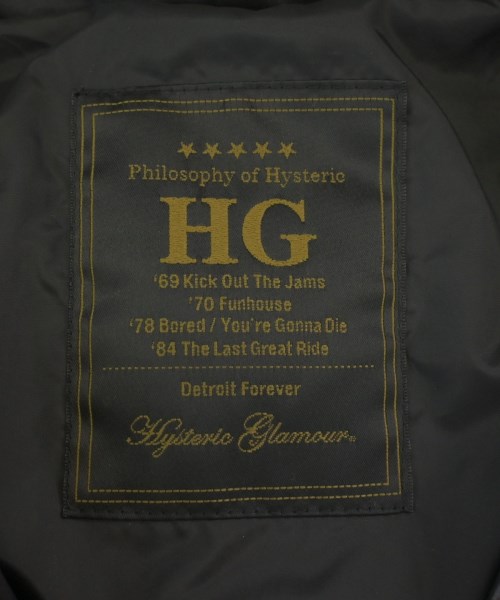 Philosophy of Hysteric
HG
'69 Kick Out The Jams
'70 Funhouse
'78 Bored / You're Gonna Die
'84 The Last Great Ride
Detroit Forever
Hysteric Glamour®